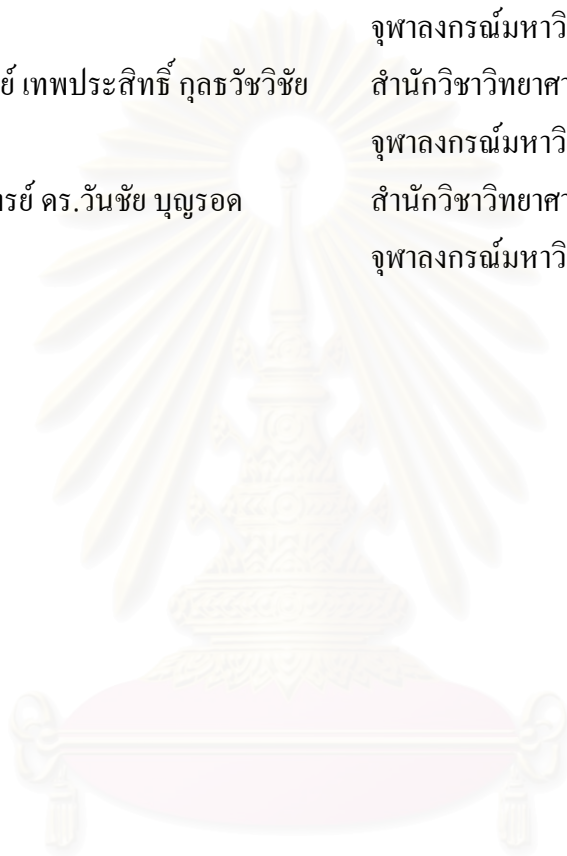 จุฬาลงกรณ์มหาวิ
ย์ เทพประสิทธิ์ กุลธวัชวิชัย สำนักวิชาวิทยาศา
จุฬาลงกรณ์มหาวิ
รย์ ดร.วันชัย บุญรอด สำนักวิชาวิทยาศา
จุฬาลงกรณ์มหาวิ